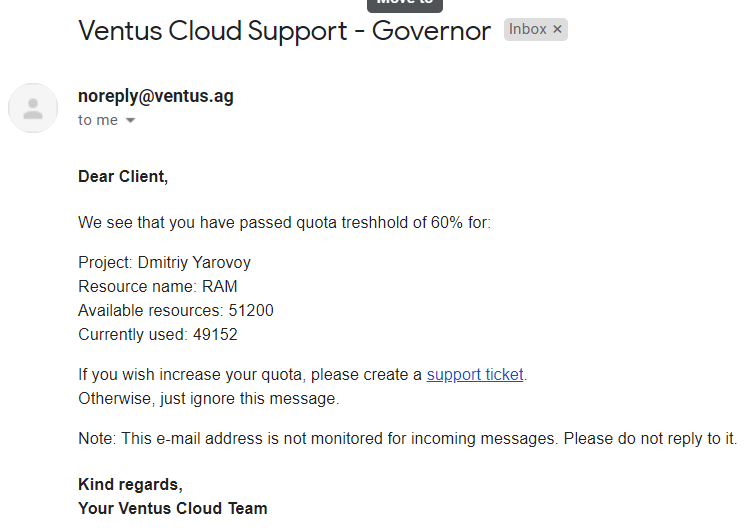 Move to
Ventus Cloud Support - Governor Inbox ×
noreply@ventus.ag
to me
Dear Client,
We see that you have passed quota treshhold of 60% for:
Project: Dmitriy Yarovoy
Resource name: RAM
Available resources: 51200
Currently used: 49152
If you wish increase your quota, please create a support ticket.
Otherwise, just ignore this message.
Note: This e-mail address is not monitored for incoming messages. Please do not reply to it.
Kind regards,
Your Ventus Cloud Team